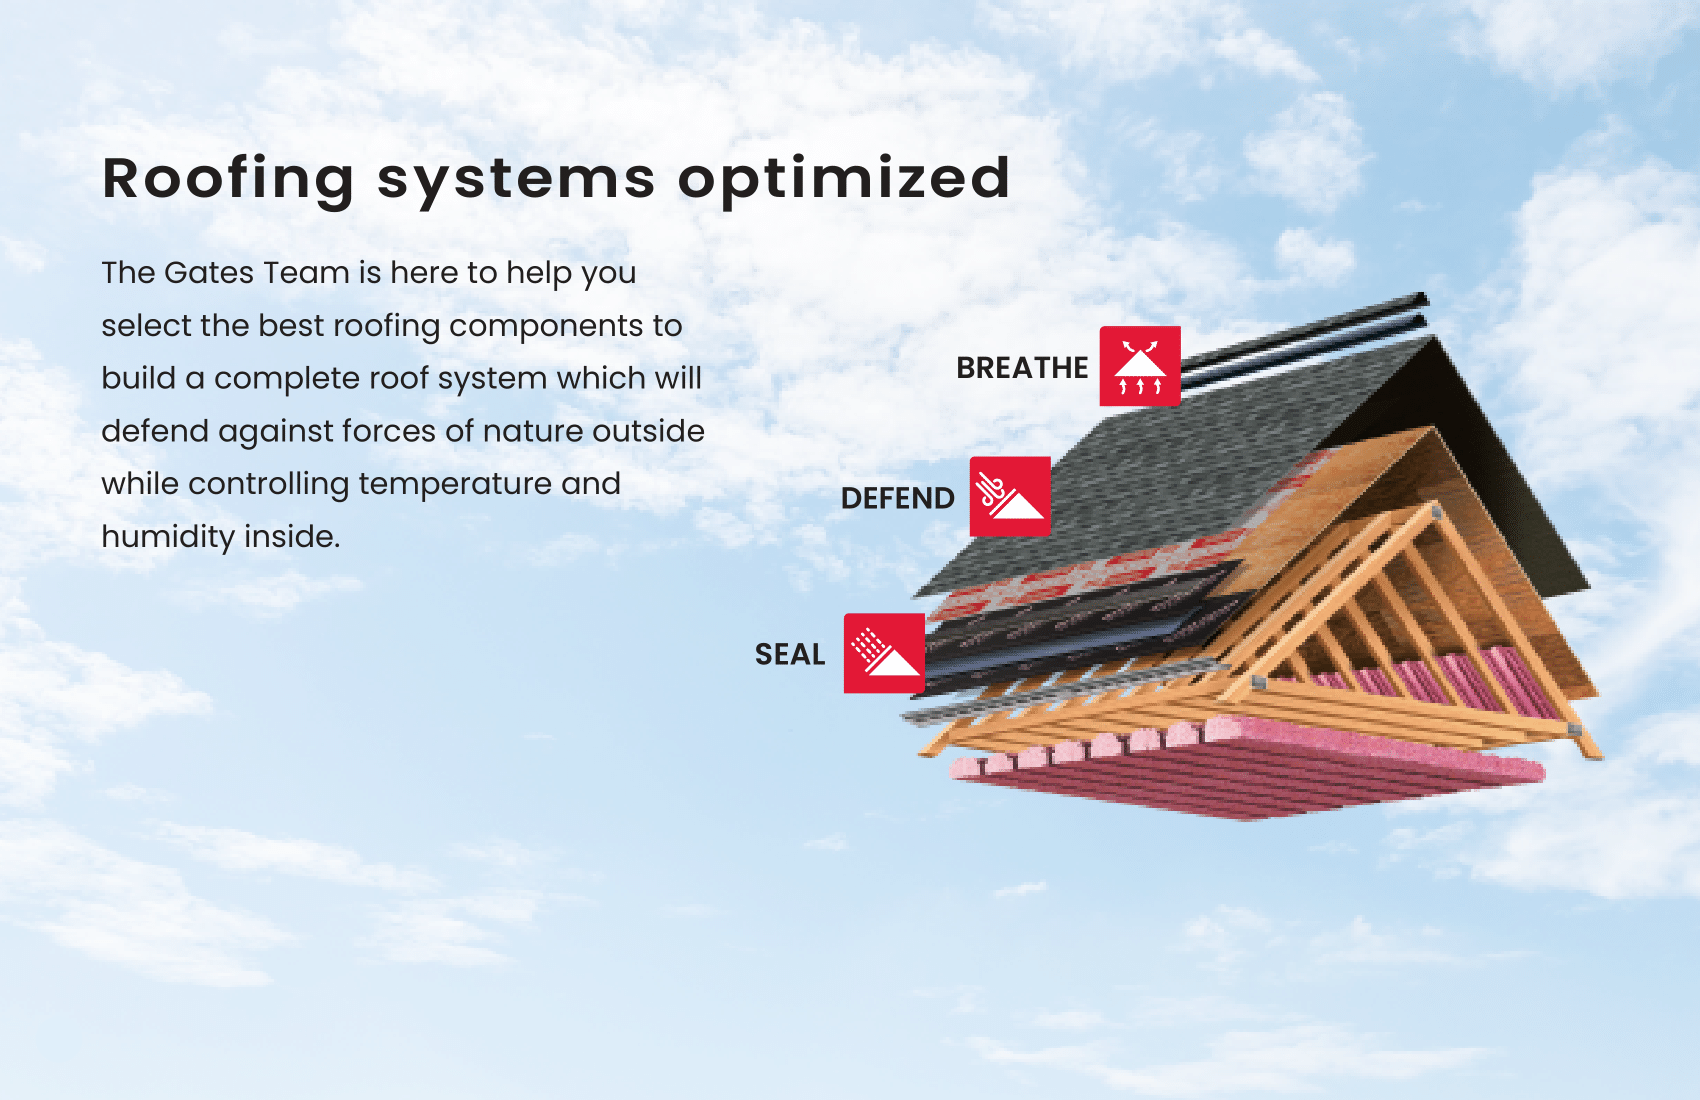 Roofing systems optimized
The Gates Team is here to help you
select the best roofing components to
build a complete roof system which will
defend against forces of nature outside
while controlling temperature and
humidity inside.
BREATHE
DEFEND
SEAL